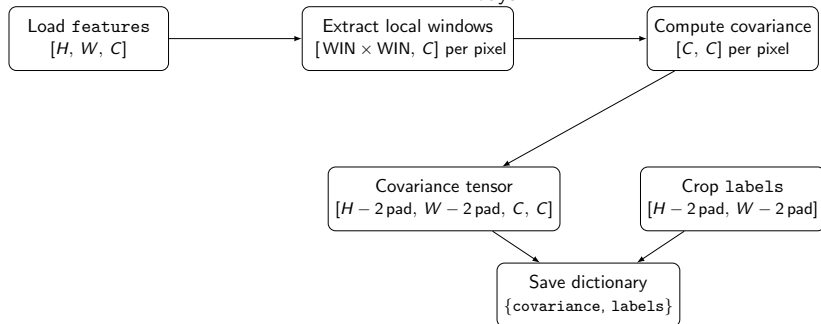 Load features
[H, W, C]
Extract local windows
[WIN × WIN, C] per pixel
Compute covariance
[C, C] per pixel
Covariance tensor
[H − 2 pad, W − 2 pad, C, C]
Crop labels
[H − 2 pad, W − 2 pad]
Save dictionary
{covariance, labels}